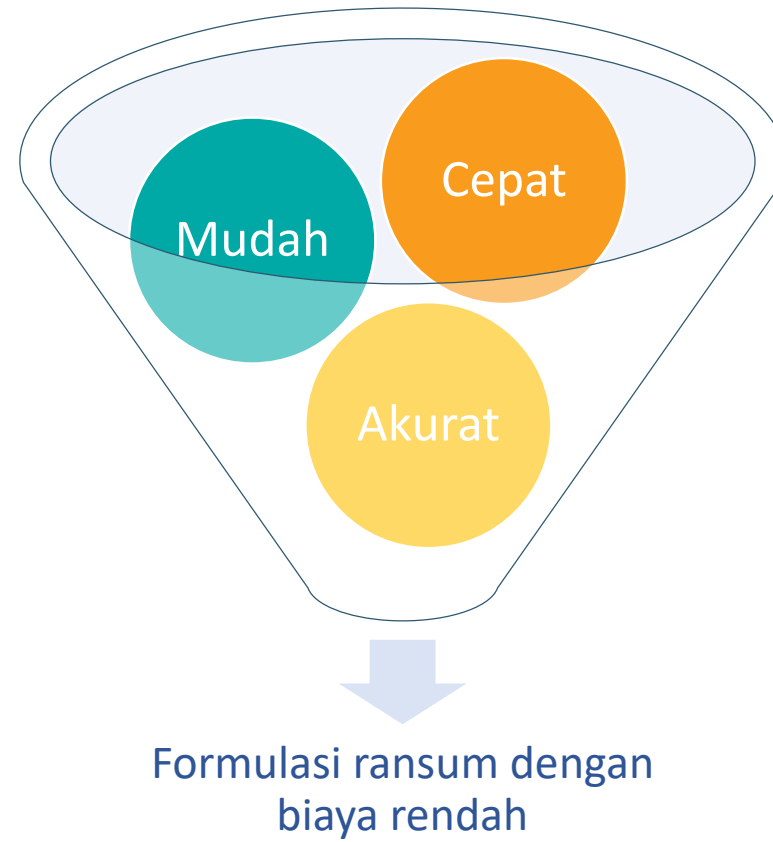 Cepat
Mudah
Akurat
Formulasi ransum dengan
biaya rendah